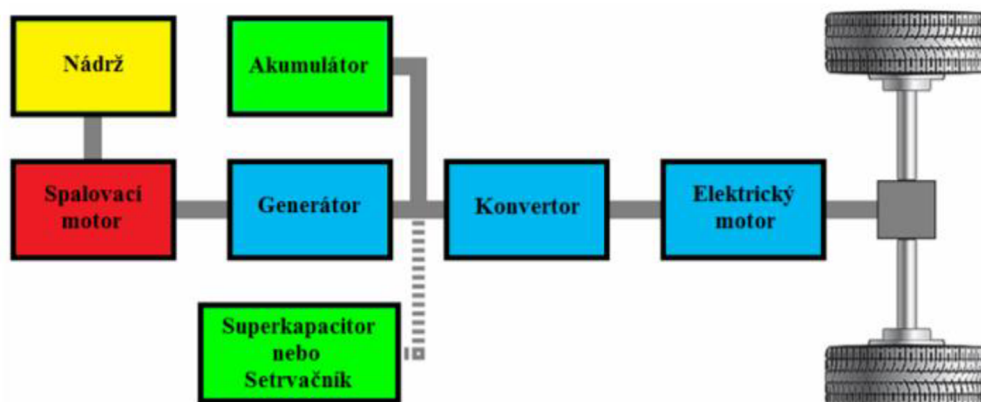 Nádrž
Akumulátor
Spalovací
motor
Generátor
Konvertor
Elektrický
motor
Superkapacitor
nebo
Setrvačník